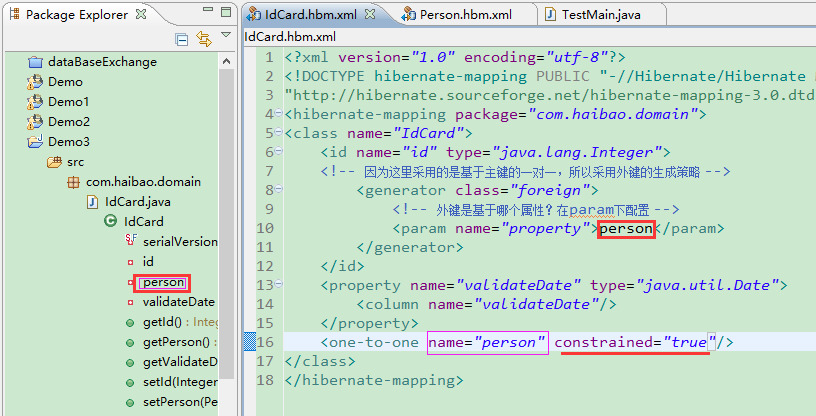 Package Explorer
IdCard.hbm.xml
Person.hbm.xml
TestMain.java
IdCard.hbm.xml
dataBaseExchange
Demo
Demo1
Demo2
Demo3
src
com.haibao.domain
IdCard.java
IdCard
serialVersion
id
person
validateDate
getId() : Intege
getPerson() :
getValidateD
setId(Integer
setPerson(Pe
1 <?xml version="1.0" encoding="utf-8"?>
2 <!DOCTYPE hibernate-mapping PUBLIC "-//Hibernate/Hibernate
3 "http://hibernate.sourceforge.net/hibernate-mapping-3.0.dtd
4 <hibernate-mapping package="com.haibao.domain">
5 <class name="IdCard">
6 <id name="id" type="java.lang.Integer">
7 <!-- 因为这里采用的是基于主键的一对一，所以采用外键的生成策略 -->
8 <generator class="foreign">
9 <!-- 外键是基于哪个属性？在param下配置 -->
10 <param name="property">person</param>
11 </generator>
12 </id>
13 <property name="validateDate" type="java.util.Date">
14 <column name="validateDate"/>
15 </property>
16 <one-to-one name="person" constrained="true"/>
17 </class>
18 </hibernate-mapping>